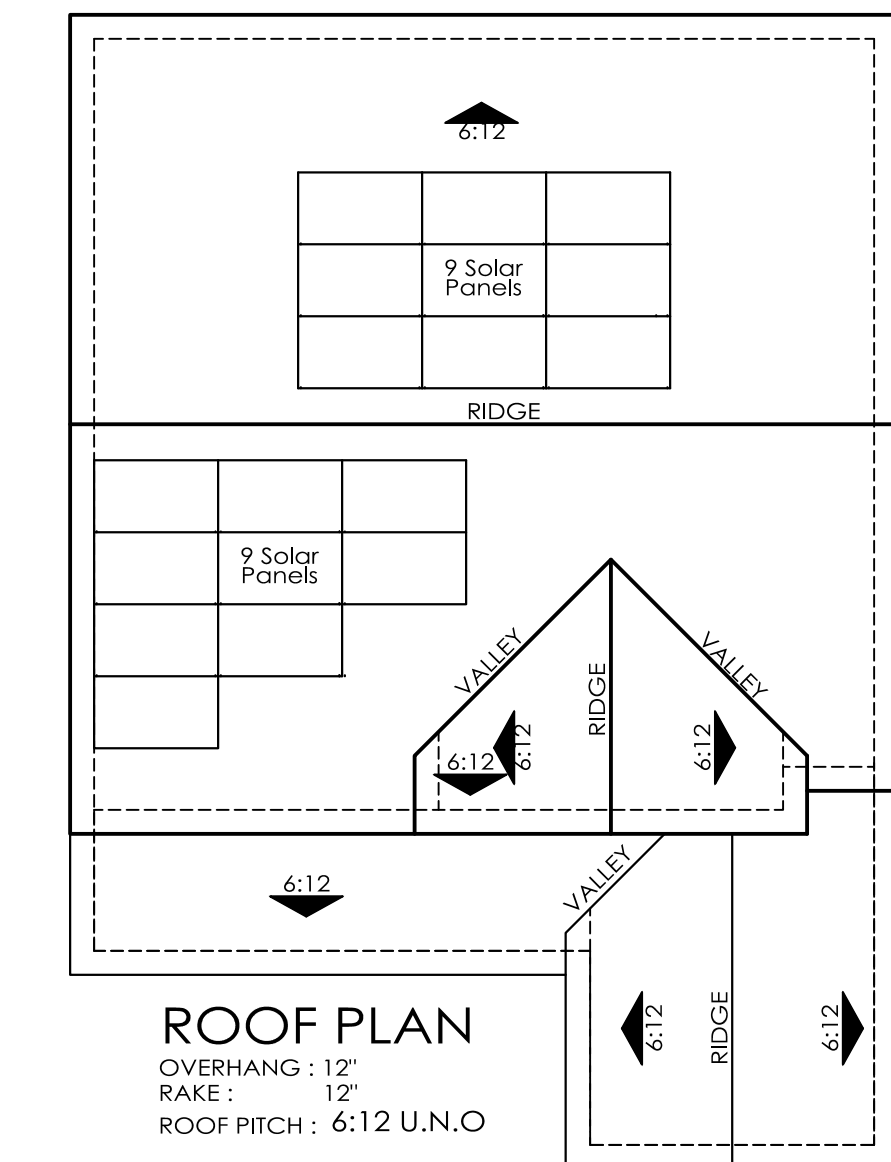 6:12
9 Solar
Panels
RIDGE
9 Solar
Panels
VALLEY
VALLEY
RIDGE
6:12
6:12
6:12
VALLEY
6:12
6:12
RIDGE
6:12
ROOF PLAN
OVERHANG : 12"
RAKE : 12"
ROOF PITCH : 6:12 U.N.O